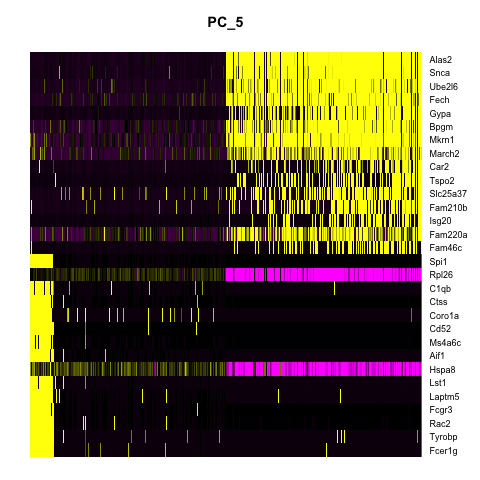 PC_5
Alas2
Snca
Ube2l6
Fech
Gypa
Bpgm
Mkrn1
March2
Car2
Tspo2
Slc25a37
Fam210b
Isg20
Fam220a
Fam46c
Spi1
Rpl26
C1qb
Ctss
Coro1a
Cd52
Ms4a6c
Aif1
Hspa8
Lst1
Laptm5
Fcgr3
Rac2
Tyrobp
Fcer1g